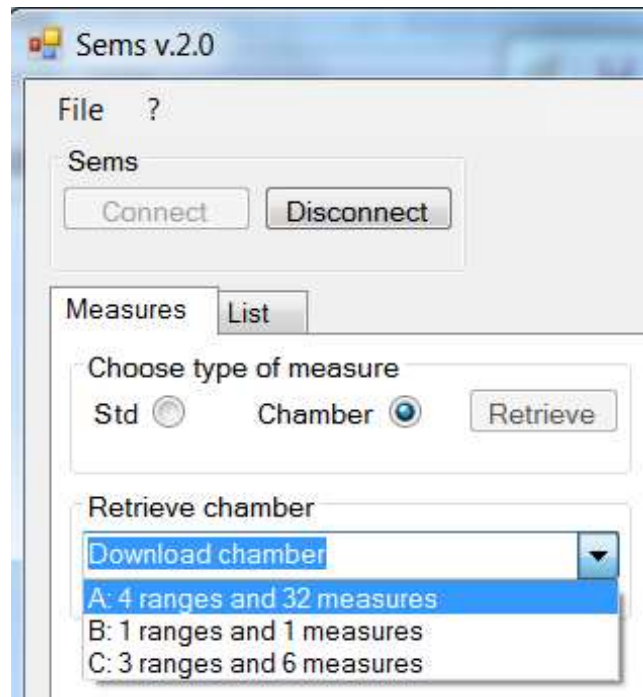 Sems v.2.0
File ?
Sems
Connect Disconnect
Measures List
Choose type of measure
Std Chamber Retrieve
Retrieve chamber
Download chamber
A: 4 ranges and 32 measures
B: 1 ranges and 1 measures
C: 3 ranges and 6 measures